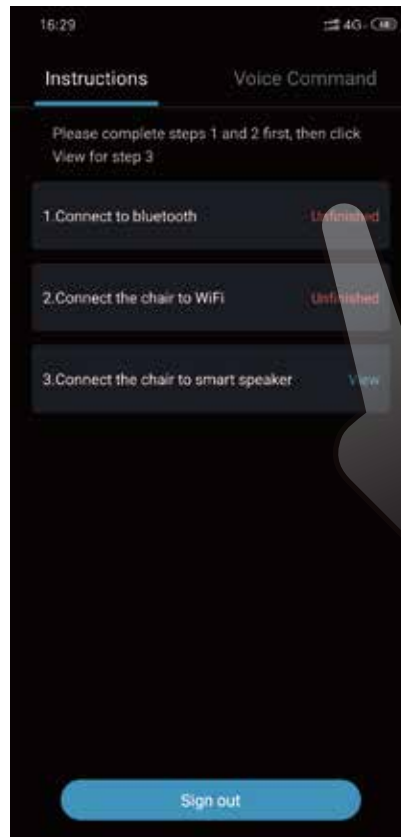 16:29
4G
Instructions
Voice Command
Please complete steps 1 and 2 first, then click
View for step 3
1.Connect to bluetooth
Unfinished
2.Connect the chair to WiFi
Unfinished
3.Connect the chair to smart speaker
View
Sign out